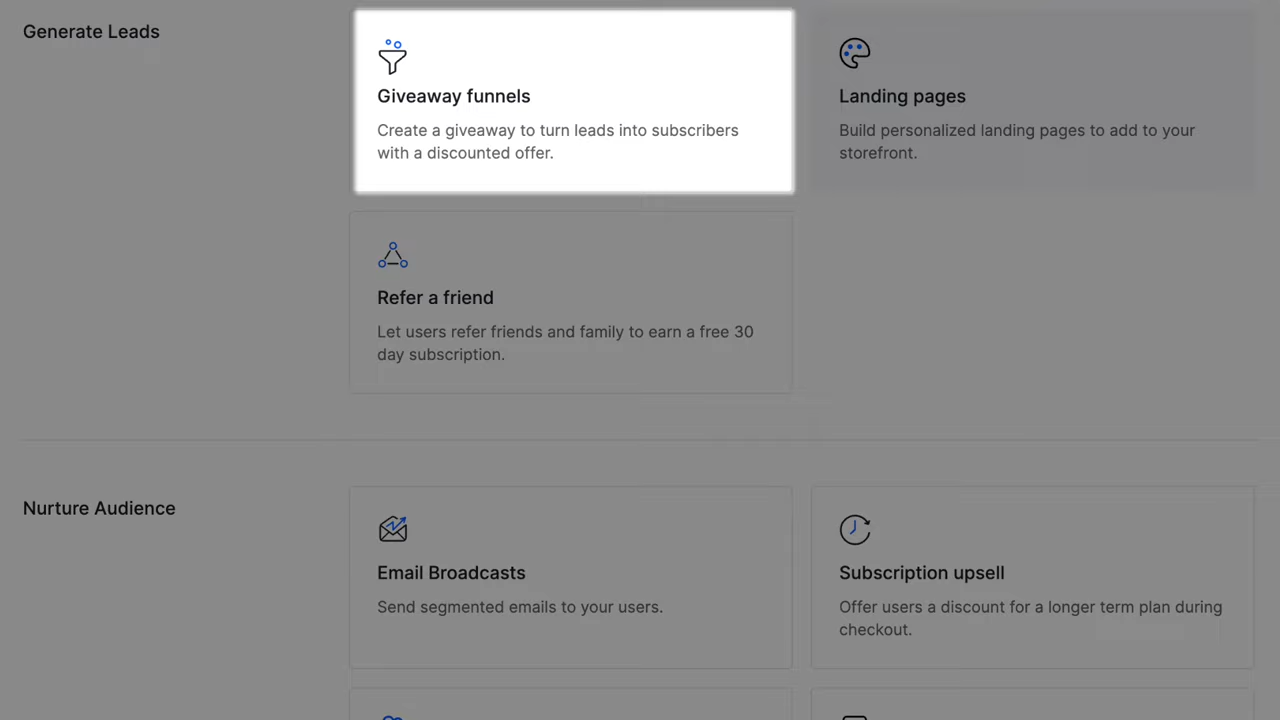 Generate Leads
Giveaway funnels
Create a giveaway to turn leads into subscribers
with a discounted offer.
Landing pages
Build personalized landing pages to add to your
storefront.
Refer a friend
Let users refer friends and family to earn a free 30
day subscription.
Nurture Audience
Email Broadcasts
Send segmented emails to your users.
Subscription upsell
Offer users a discount for a longer term plan during
checkout.